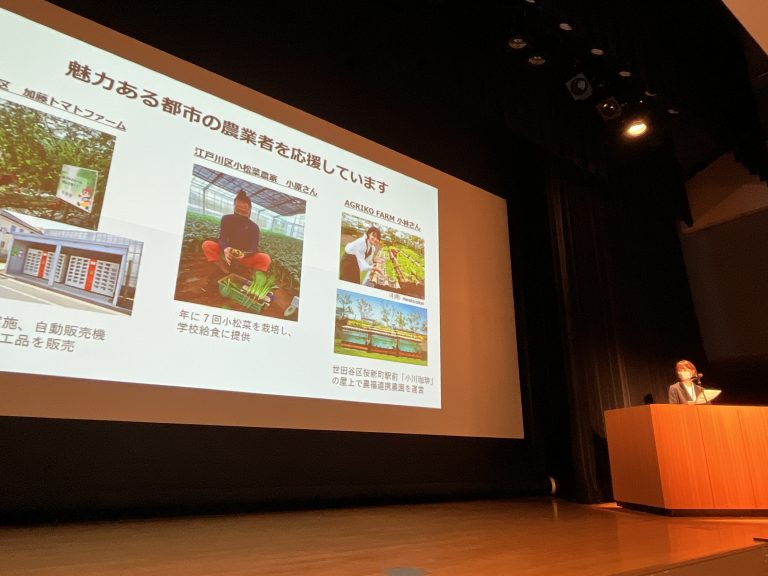 魅力ある都市の農業者を応援しています
区 加藤トマトファーム
施、自動販売機
工品を販売
江戸川区小松菜農家 小原さん
年に7回小松菜を栽培し、
学校給食に提供
AGRIKO FARM 小林さん
世田谷区桜新町駅前「小川珈琲」
の屋上で農福連携農園を運営